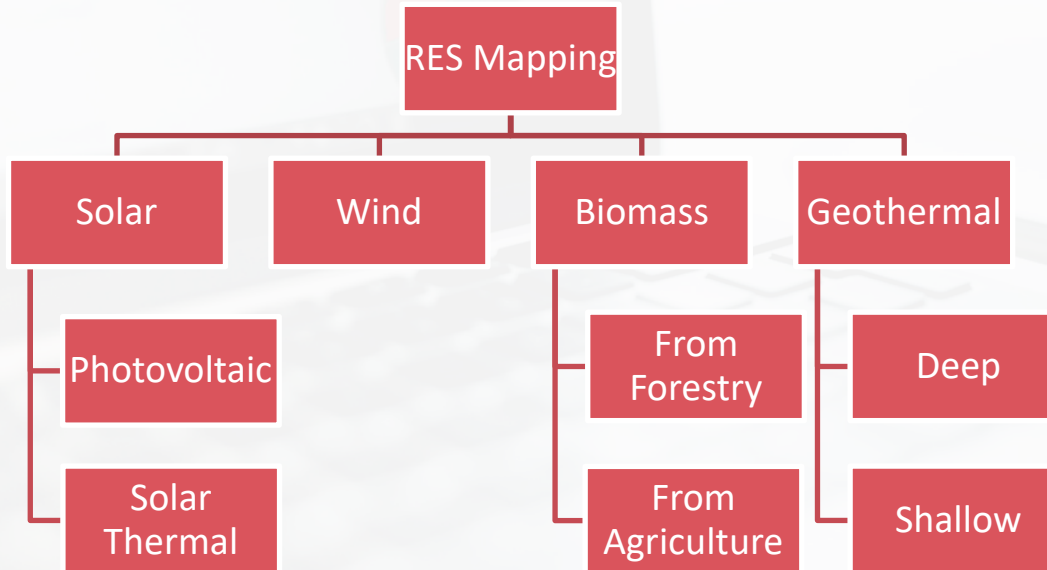 RES Mapping
Solar
Wind
Biomass
Geothermal
Photovoltaic
Solar
Thermal
From
Forestry
From
Agriculture
Deep
Shallow